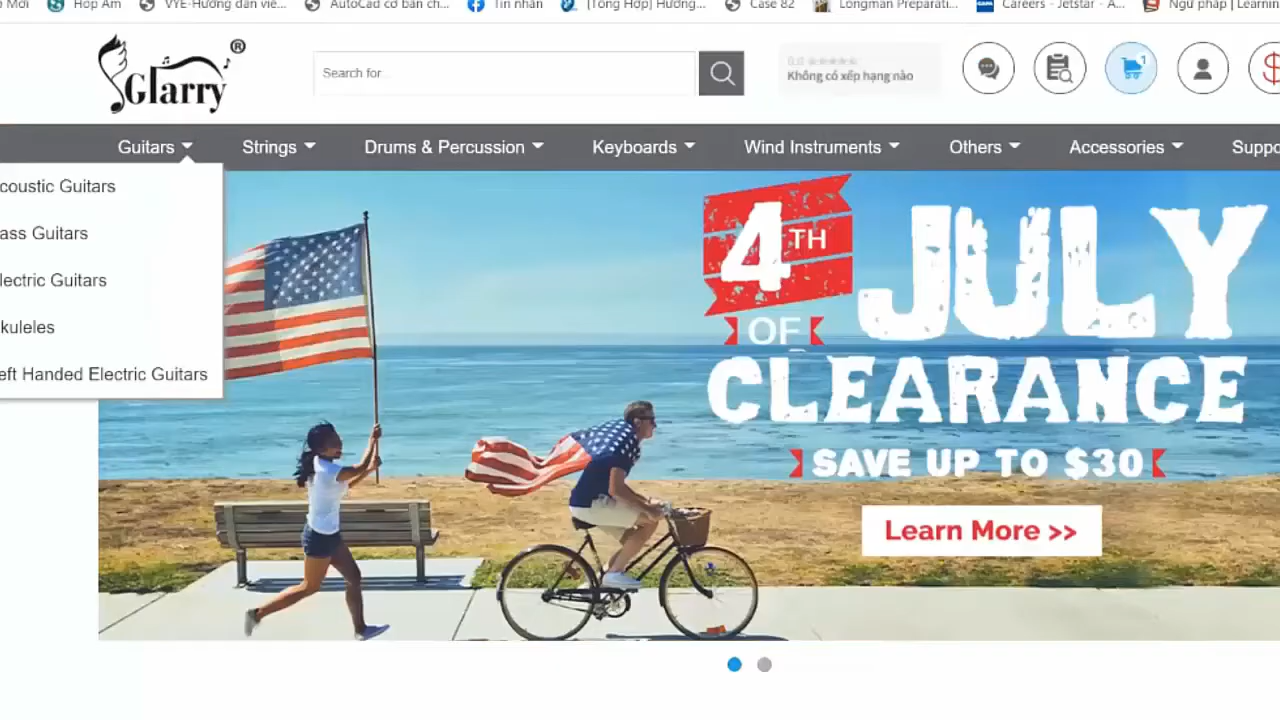 Hợp Âm
VYE-Hướng dẫn viê...
AutoCad cơ bản ch...
Tin nhắn
[Tổng Hợp] Hướng...
Case 82
Longman Preparati...
Careers - Jetstar - A...
Ngữ pháp | Learnin
Glarry ®
Search for
0.0 ★★★★★
Không có xếp hạng nào
1
Guitars Strings Drums & Percussion Keyboards Wind Instruments Others Accessories Suppo
coustic Guitars
ass Guitars
lectric Guitars
kuleles
eft Handed Electric Guitars
4TH OF JULY
CLEARANCE
SAVE UP TO $30
Learn More >>